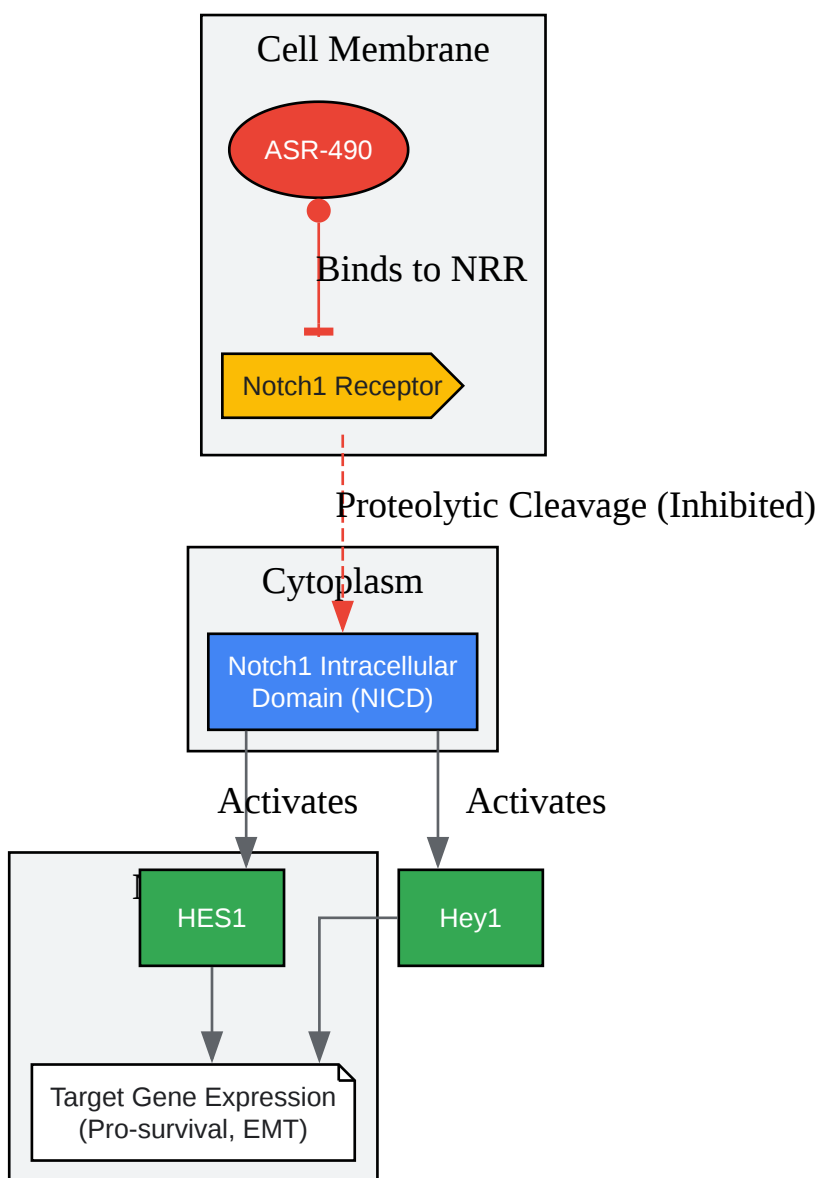 Cell Membrane
ASR-490
Binds to NRR
Notch1 Receptor
Proteolytic Cleavage (Inhibited)
Cytoplasm
Notch1 Intracellular
Domain (NICD)
Activates
Activates
HES1
Hey1
Target Gene Expression
(Pro-survival, EMT)